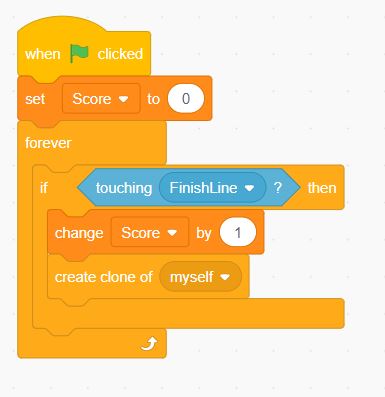 when clicked
set Score to 0
forever
if touching FinishLine ? then
change Score by 1
create clone of myself